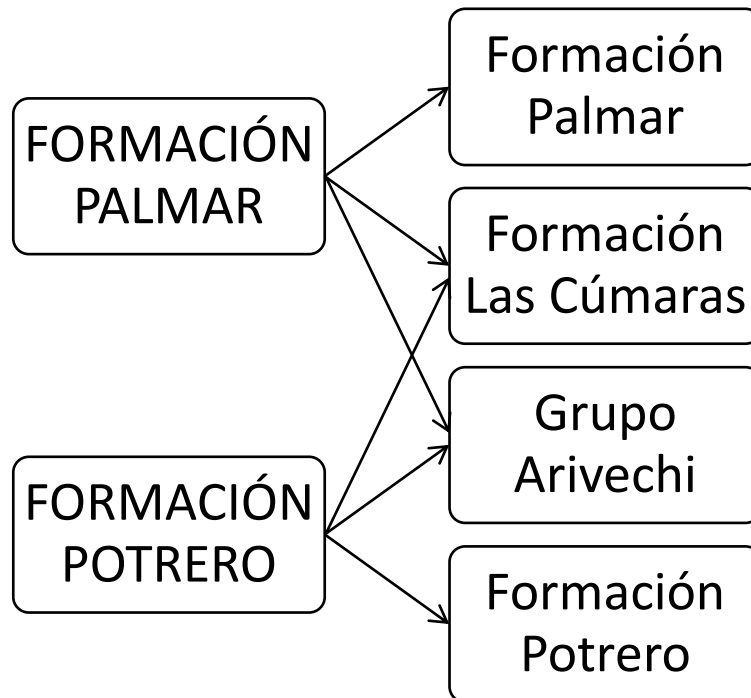 FORMACIÓN
PALMAR
FORMACIÓN
POTRERO
Formación
Palmar
Formación
Las Cúmaras
Grupo
Arivechi
Formación
Potrero